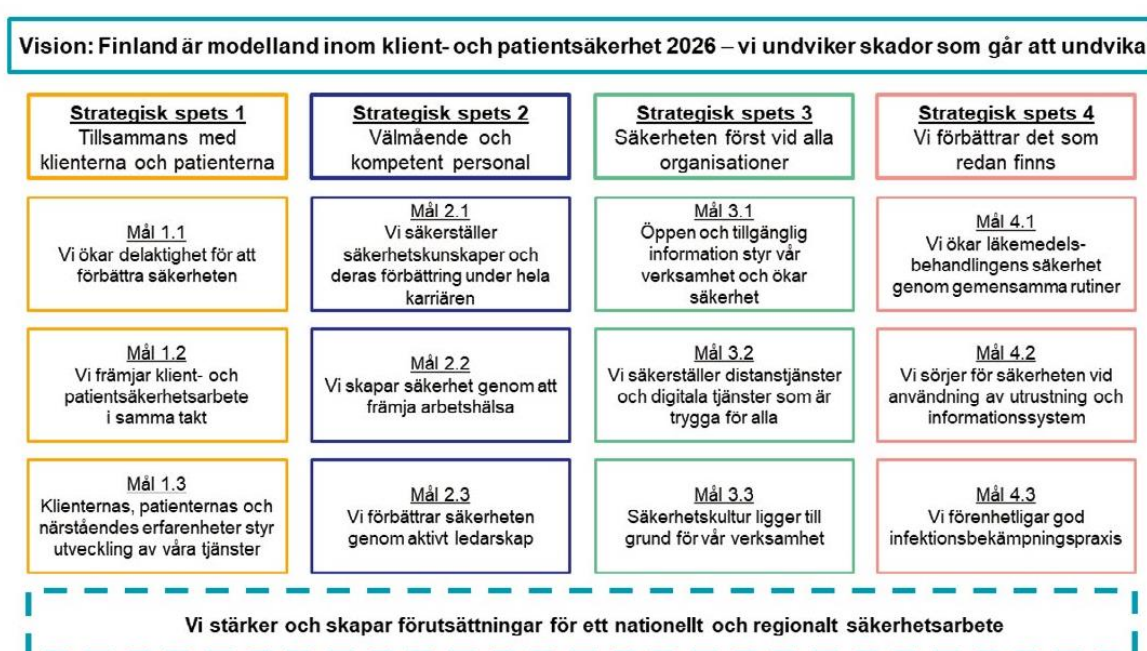 Vision: Finland är modelland inom klient- och patientsäkerhet 2026 – vi undviker skador som går att undvika
Strategisk spets 1
Tillsammans med
klienterna och patienterna
Mål 1.1
Vi ökar delaktighet för att
förbättra säkerheten
Mål 1.2
Vi främjar klient- och
patientsäkerhetsarbete
i samma takt
Mål 1.3
Klienternas, patienternas och
närståendes erfarenheter styr
utveckling av våra tjänster
Strategisk spets 2
Välmående och
kompetent personal
Mål 2.1
Vi säkerställer
säkerhetskunskaper och
deras förbättring under hela
karriären
Mål 2.2
Vi skapar säkerhet genom att
främja arbetshälsa
Mål 2.3
Vi förbättrar säkerheten
genom aktivt ledarskap
Strategisk spets 3
Säkerheten först vid alla
organisationer
Mål 3.1
Öppen och tillgänglig
information styr vår
verksamhet och ökar
säkerhet
Mål 3.2
Vi säkerställer distanstjänster
och digitala tjänster som är
trygga för alla
Mål 3.3
Säkerhetskultur ligger till
grund för vår verksamhet
Strategisk spets 4
Vi förbättrar det som
redan finns
Mål 4.1
Vi ökar läkemedels-
behandlingens säkerhet
genom gemensamma rutiner
Mål 4.2
Vi sörjer för säkerheten vid
användning av utrustning och
informationssystem
Mål 4.3
Vi förenhetligar god
infektionsbekämpningspraxis
Vi stärker och skapar förutsättningar för ett nationellt och regionalt säkerhetsarbete